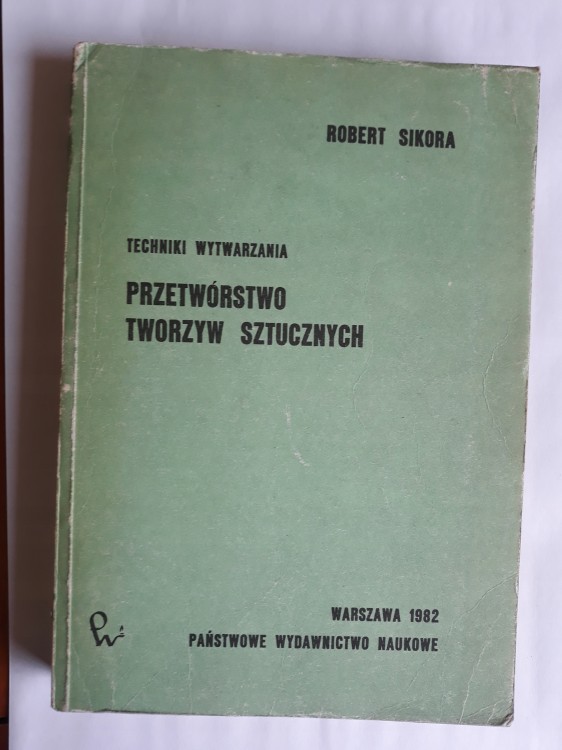 ROBERT SIKORA
TECHNIKI WYTWARZANIA
PRZETWÓRSTWO
TWORZYW SZTUCZNYCH
WARSZAWA 1982
PAŃSTWOWE WYDAWNICTWO NAUKOWE